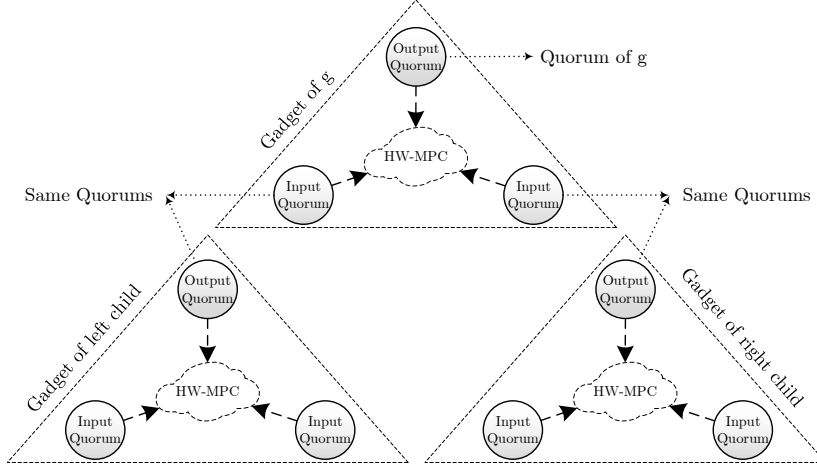 Output
Quorum
Quorum of g
Gadget of g
HW-MPC
Input
Quorum
Input
Quorum
Same Quorums
Same Quorums
Gadget of left child
Output
Quorum
HW-MPC
Input
Quorum
Input
Quorum
Output
Quorum
Gadget of right child
HW-MPC
Input
Quorum
Input
Quorum